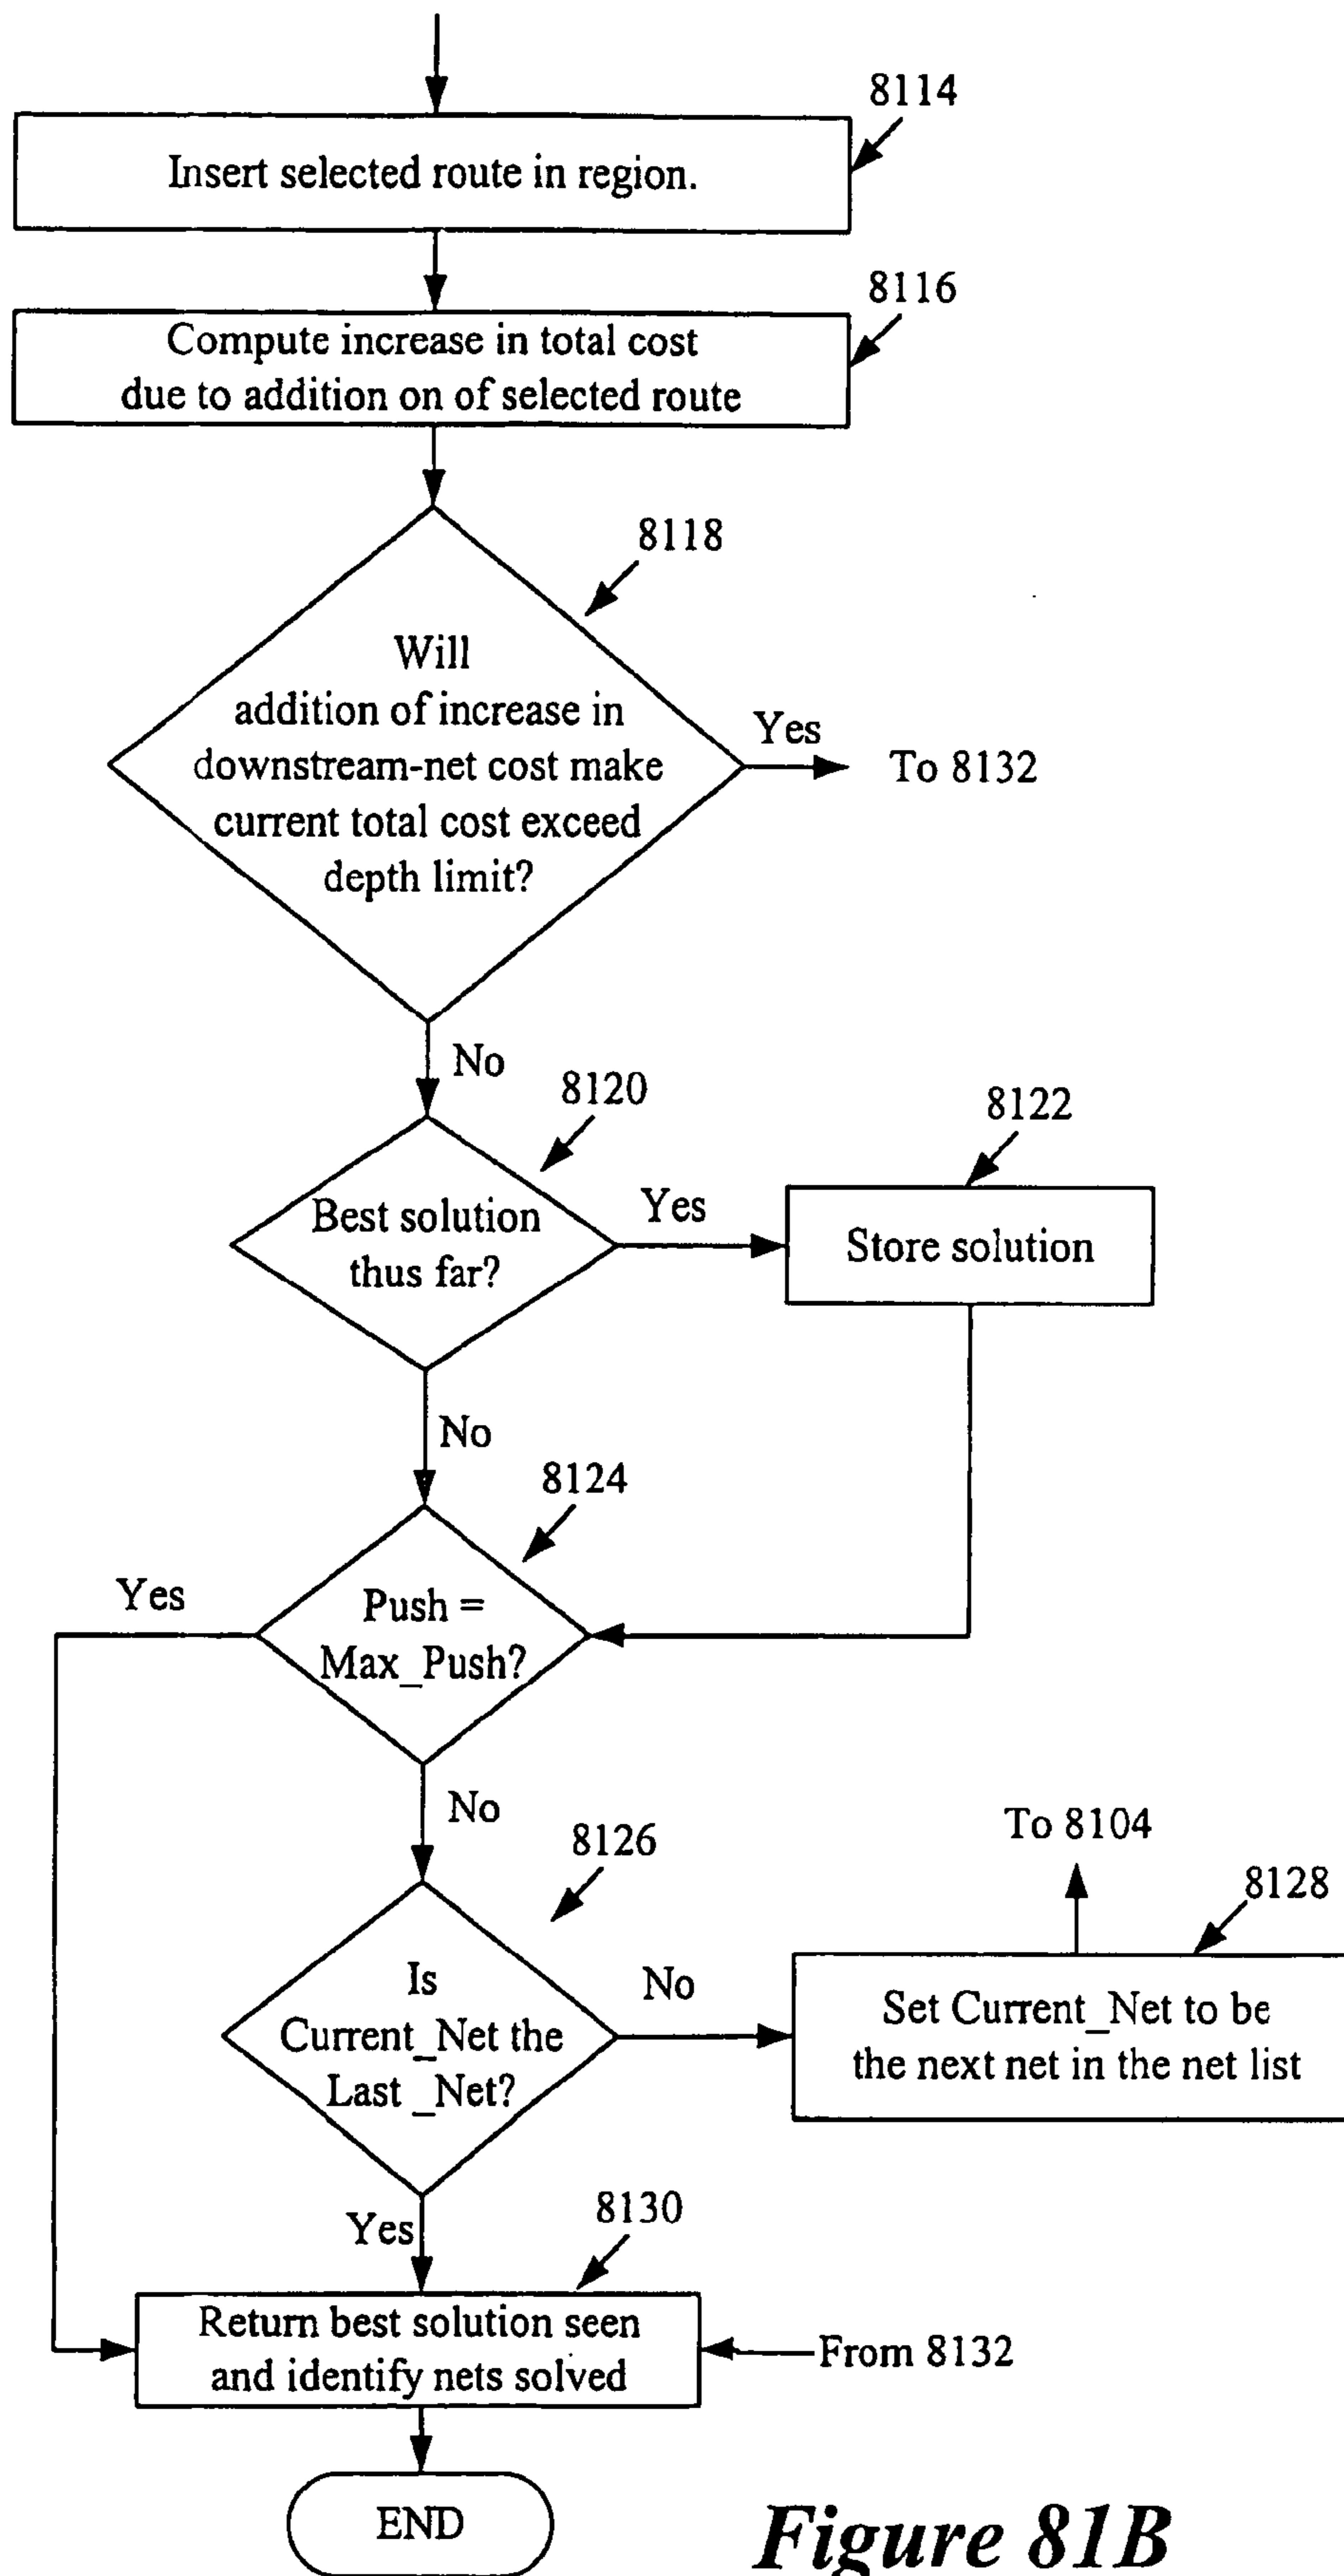 8114
Insert selected route in region.
8116
Compute increase in total cost
due to addition on of selected route
8118
Will
addition of increase in
downstream-net cost make
current total cost exceed
depth limit?
Yes
To 8132
No
8120
8122
Best solution
thus far?
Yes
Store solution
No
8124
Yes
Push =
Max_Push?
No
To 8104
8126
8128
Is
Current_Net the
Last _Net?
No
Set Current_Net to be
the next net in the net list
Yes
8130
Return best solution seen
and identify nets solved
From 8132
END
Figure 81B